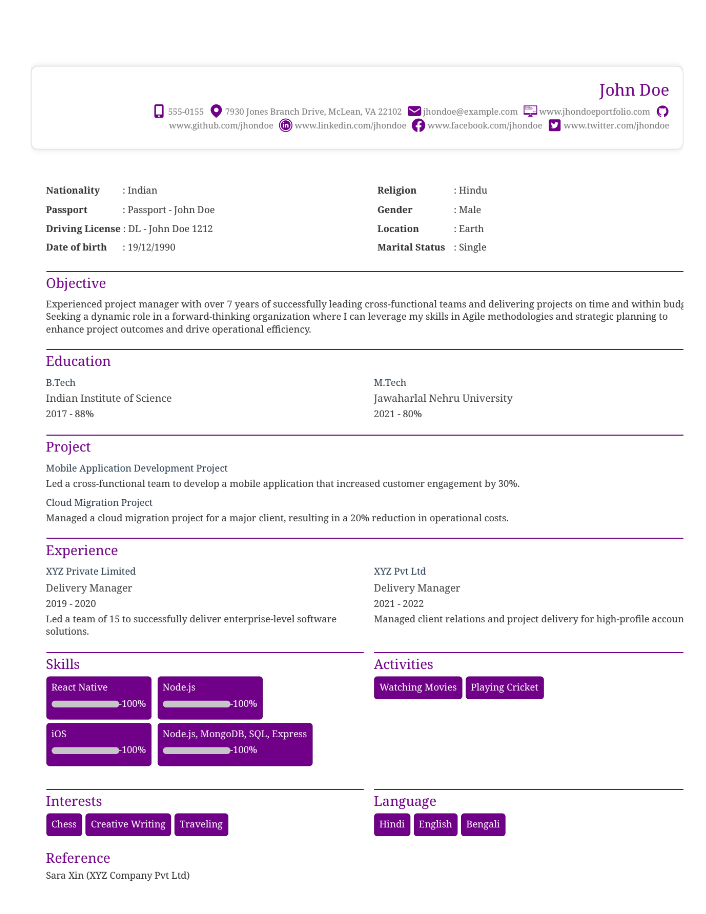 John Doe
555-0155 7930 Jones Branch Drive, McLean, VA 22102 jhondoe@example.com www.jhondoeportfolio.com
www.github.com/jhondoe www.linkedin.com/jhondoe www.facebook.com/jhondoe www.twitter.com/jhondoe
Nationality : Indian
Religion : Hindu
Passport : Passport - John Doe
Gender : Male
Driving License : DL - John Doe 1212
Location : Earth
Date of birth : 19/12/1990
Marital Status : Single
Objective
Experienced project manager with over 7 years of successfully leading cross-functional teams and delivering projects on time and within budg
Seeking a dynamic role in a forward-thinking organization where I can leverage my skills in Agile methodologies and strategic planning to
enhance project outcomes and drive operational efficiency.
Education
B.Tech
Indian Institute of Science
2017 - 88%
M.Tech
Jawaharlal Nehru University
2021 - 80%
Project
Mobile Application Development Project
Led a cross-functional team to develop a mobile application that increased customer engagement by 30%.
Cloud Migration Project
Managed a cloud migration project for a major client, resulting in a 20% reduction in operational costs.
Experience
XYZ Private Limited
Delivery Manager
2019 - 2020
Led a team of 15 to successfully deliver enterprise-level software
solutions.
XYZ Pvt Ltd
Delivery Manager
2021 - 2022
Managed client relations and project delivery for high-profile accoun
Skills
React Native
-100%
Node.js
-100%
iOS
-100%
Node.js, MongoDB, SQL, Express
-100%
Activities
Watching Movies
Playing Cricket
Interests
Chess
Creative Writing
Traveling
Language
Hindi
English
Bengali
Reference
Sara Xin (XYZ Company Pvt Ltd)